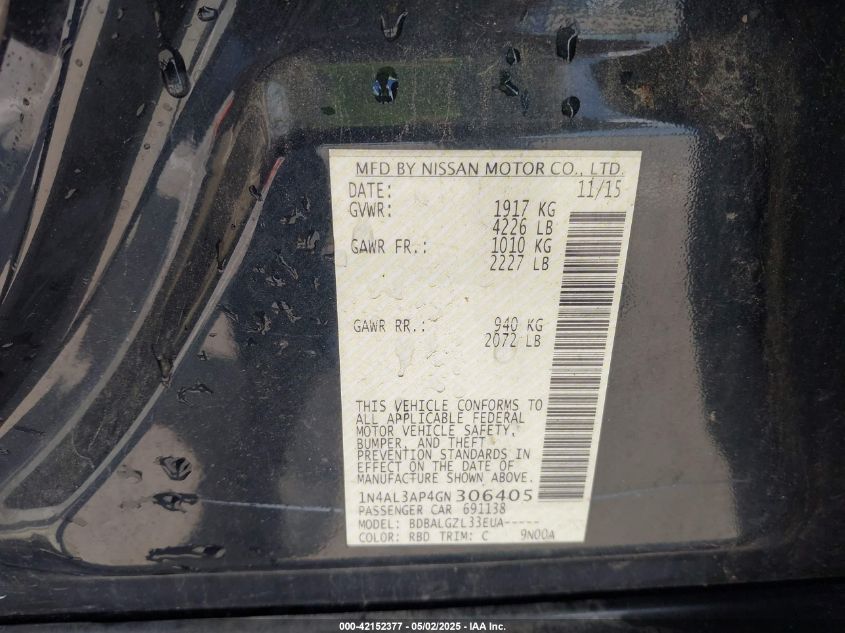 MFD BY NISSAN MOTOR CO., LTD.
DATE: 11/15
GVWR: 1917 KG
4226 LB
GAWR FR.: 1010 KG
2227 LB
GAWR RR.: 940 KG
2072 LB
THIS VEHICLE CONFORMS TO
ALL APPLICABLE FEDERAL
MOTOR VEHICLE SAFETY,
BUMPER, AND THEFT
PREVENTION STANDARDS IN
EFFECT ON THE DATE OF
MANUFACTURE SHOWN ABOVE.
1N4AL3AP4GN306405
PASSENGER CAR 691138
MODEL: BDBALGZL33EUA-----
COLOR: RBD TRIM: C 9N00A
000-42152377 - 05/02/2025 - IAA Inc.